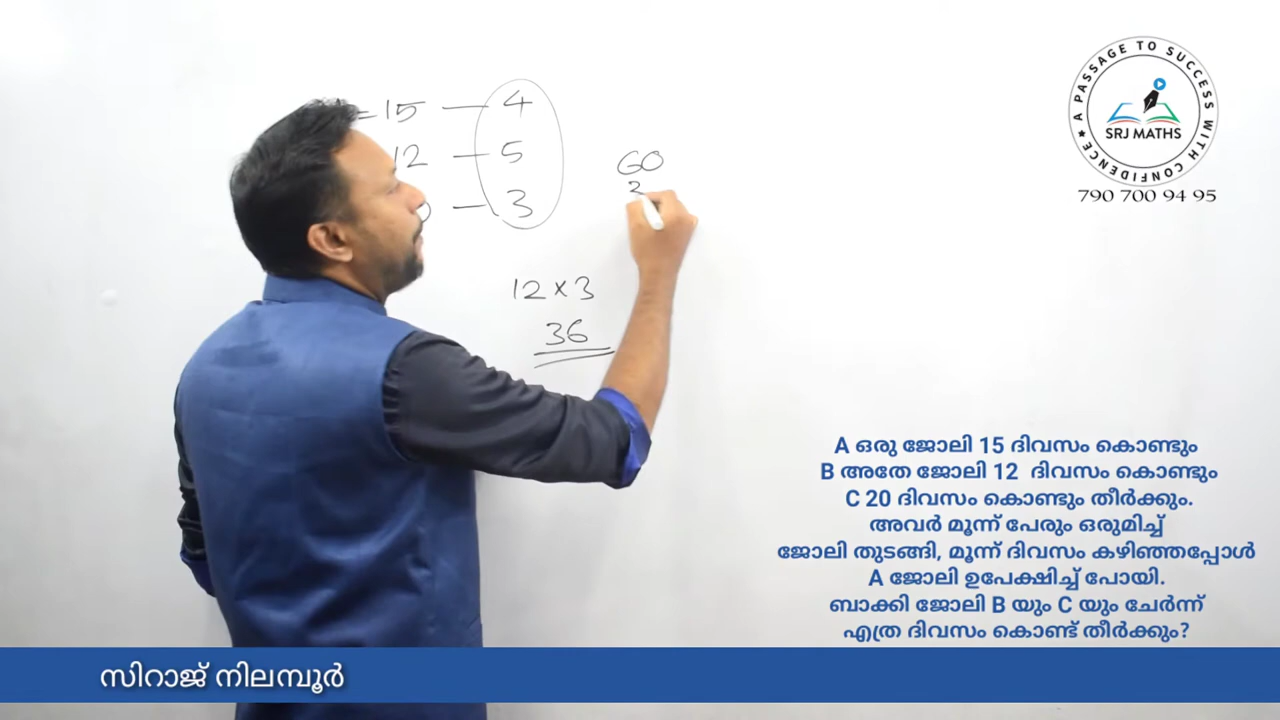 =15 — 4
12 — 5
— 3
60
12 x 3
36
A PASSAGE TO SUCCESS WITH CONFIDENCE
SRJ MATHS
790 700 94 95
A ഒരു ജോലി 15 ദിവസം കൊണ്ടും
B അതേ ജോലി 12 ദിവസം കൊണ്ടും
C 20 ദിവസം കൊണ്ടും തീർക്കും.
അവർ മൂന്ന് പേരും ഒരുമിച്ച്
ജോലി തുടങ്ങി, മൂന്ന് ദിവസം കഴിഞ്ഞപ്പോൾ
A ജോലി ഉപേക്ഷിച്ച് പോയി.
ബാക്കി ജോലി B യും C യും ചേർന്ന്
എത്ര ദിവസം കൊണ്ട് തീർക്കും?
സിറാജ് നിലമ്പൂർ